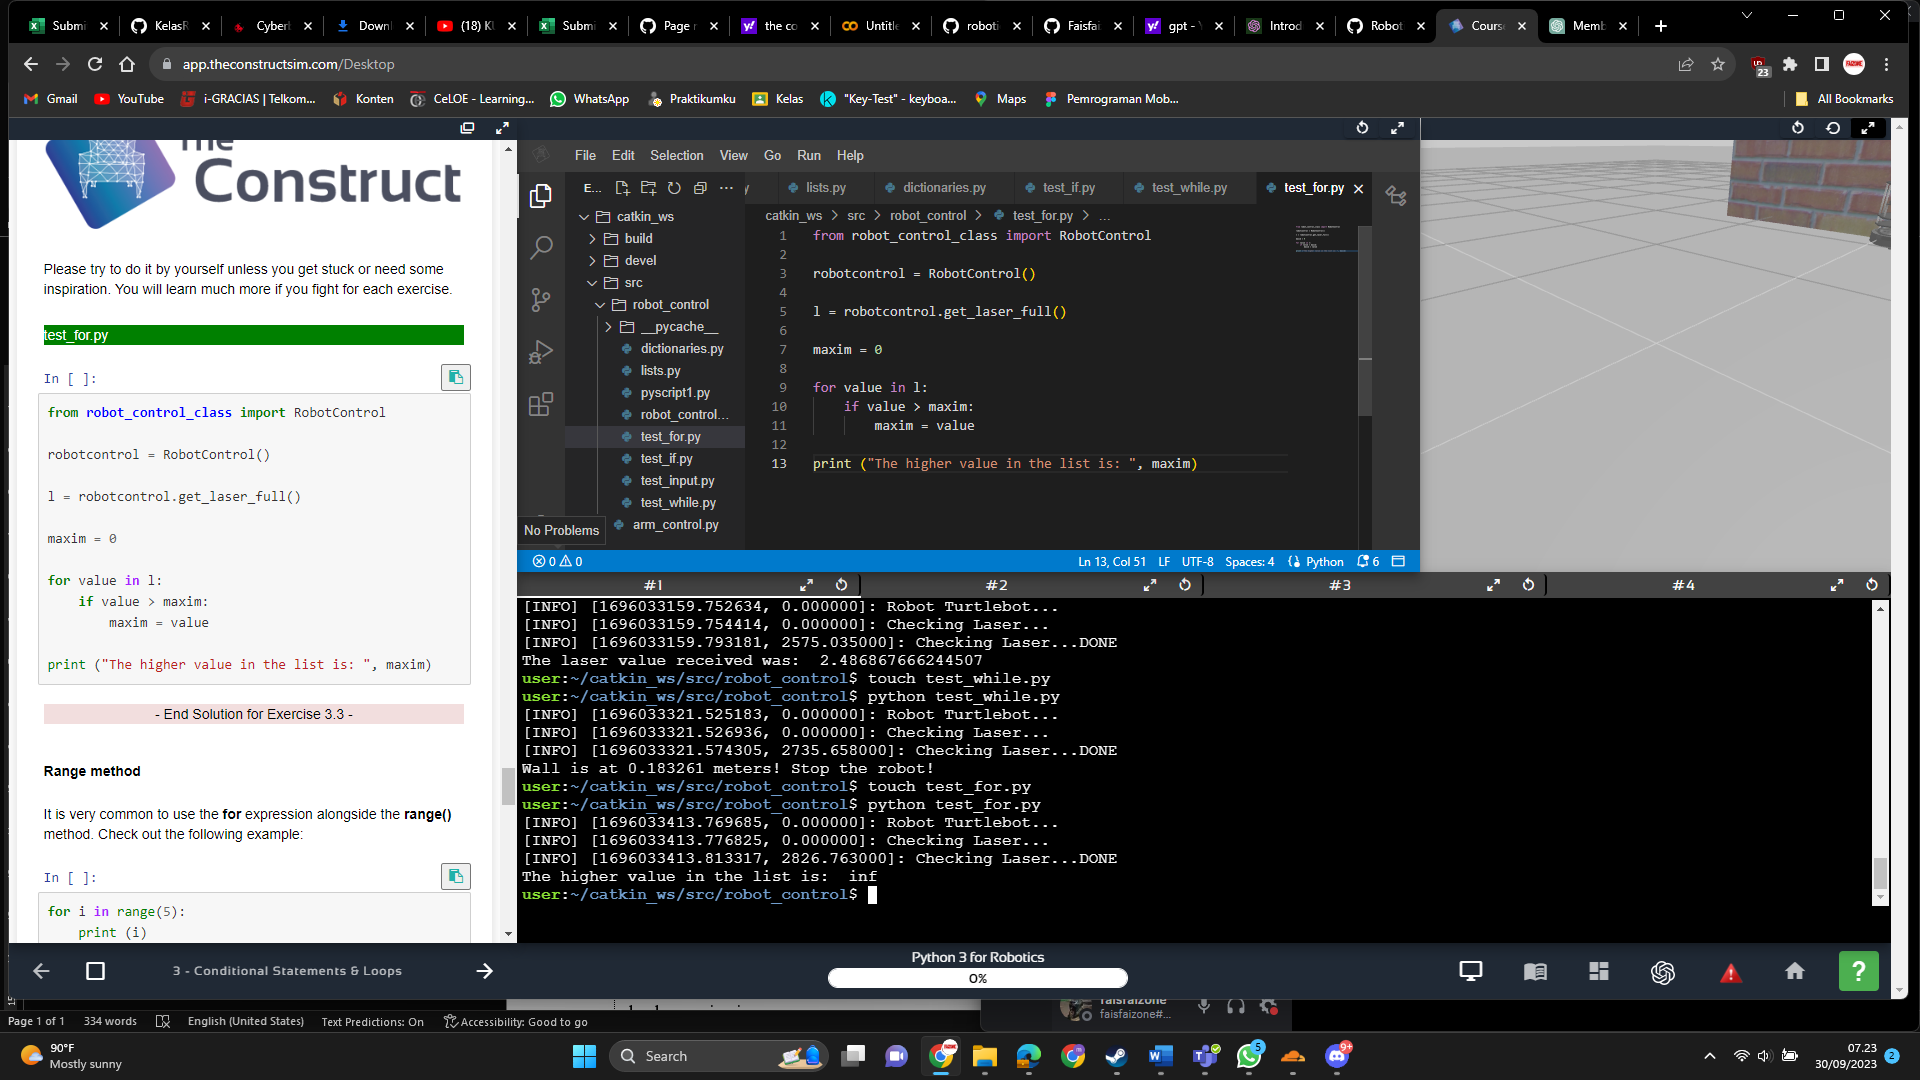 Submi
KelasR
Cyber
Downl
(18) K
Submi
Page n
the co
Untitle
roboti
Faisfai
gpt - 
Introd
Robot
Cours
Memb
app.theconstructsim.com/Desktop
23
Gmail
YouTube
i-GRACIAS | Telkom...
Konten
CeLOE - Learning...
WhatsApp
Praktikumku
Kelas
"Key-Test" - keyboa...
Maps
Pemrograman Mob...
All Bookmarks
The
Construct
Please try to do it by yourself unless you get stuck or need some
inspiration. You will learn much more if you fight for each exercise.
test_for.py
In [ ]:
from robot_control_class import RobotControl
robotcontrol = RobotControl()
l = robotcontrol.get_laser_full()
maxim = 0
for value in l:
if value > maxim:
maxim = value
print ("The higher value in the list is: ", maxim)
- End Solution for Exercise 3.3 -
Range method
It is very common to use the for expression alongside the range()
method. Check out the following example:
In [ ]:
for i in range(5):
print (i)
File Edit Selection View Go Run Help
E...
y
lists.py
dictionaries.py
test_if.py
test_while.py
test_for.py
catkin_ws > src > robot_control > test_for.py > ...
catkin_ws
build
devel
src
robot_control
__pycache__
dictionaries.py
lists.py
pyscript1.py
robot_control...
test_for.py
test_if.py
test_input.py
test_while.py
arm_control.py
No Problems
1 from robot_control_class import RobotControl
2
3 robotcontrol = RobotControl()
4
5 l = robotcontrol.get_laser_full()
6
7 maxim = 0
8
9 for value in l:
10 if value > maxim:
11 maxim = value
12
13 print ("The higher value in the list is: ", maxim)
0 0
Ln 13, Col 51 LF UTF-8 Spaces: 4 Python 6
#1 #2 #3 #4
[INFO] [1696033159.752634, 0.000000]: Robot Turtlebot...
[INFO] [1696033159.754414, 0.000000]: Checking Laser...
[INFO] [1696033159.793181, 2575.035000]: Checking Laser...DONE
The laser value received was:  2.486867666244507
user:~/catkin_ws/src/robot_control$ touch test_while.py
user:~/catkin_ws/src/robot_control$ python test_while.py
[INFO] [1696033321.525183, 0.000000]: Robot Turtlebot...
[INFO] [1696033321.526936, 0.000000]: Checking Laser...
[INFO] [1696033321.574305, 2735.658000]: Checking Laser...DONE
Wall is at 0.183261 meters! Stop the robot!
user:~/catkin_ws/src/robot_control$ touch test_for.py
user:~/catkin_ws/src/robot_control$ python test_for.py
[INFO] [1696033413.769685, 0.000000]: Robot Turtlebot...
[INFO] [1696033413.776825, 0.000000]: Checking Laser...
[INFO] [1696033413.813317, 2826.763000]: Checking Laser...DONE
The higher value in the list is:  inf
user:~/catkin_ws/src/robot_control$
3 - Conditional Statements & Loops
Python 3 for Robotics
0%
?
faisfaizone
faisfaizone#...
Page 1 of 1 334 words English (United States) Text Predictions: On Accessibility: Good to go
90°F
Mostly sunny
Search
5
9+
07.23
30/09/2023
2